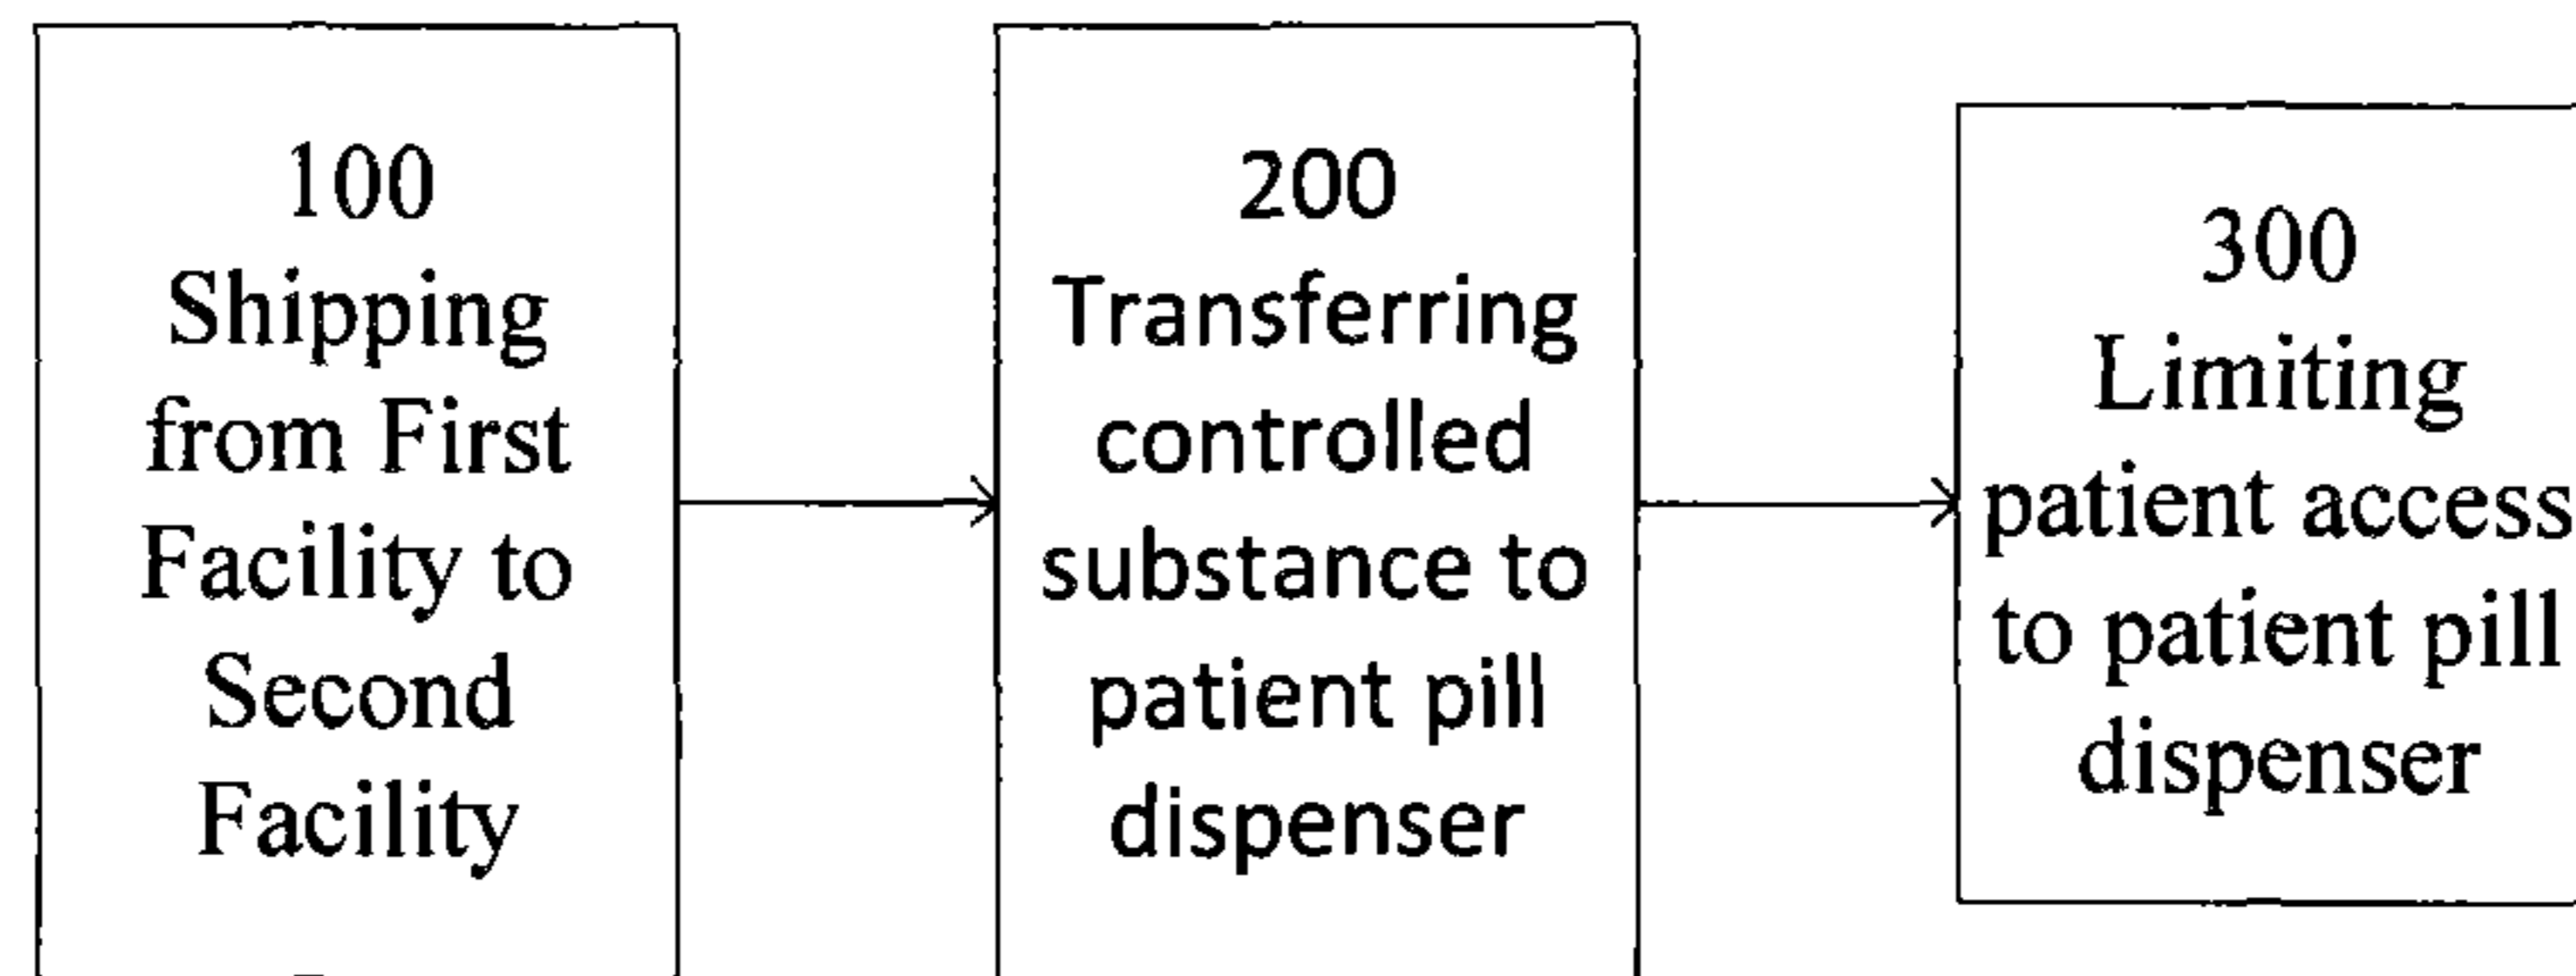 100
Shipping
from First
Facility to
Second
Facility
200
Transferring
controlled
substance to
patient pill
dispenser
300
Limiting
patient access
to patient pill
dispenser